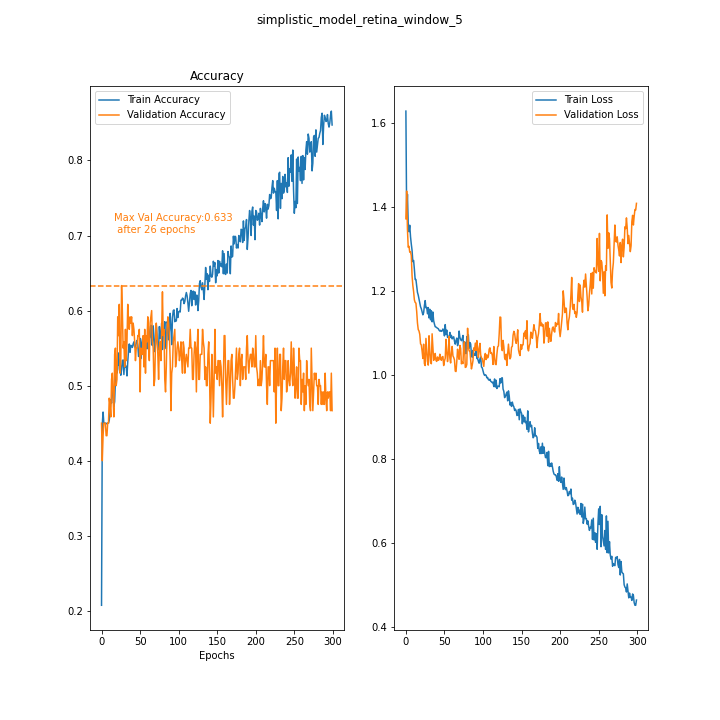 simplistic_model_retina_window_5
Accuracy
Train Accuracy
Validation Accuracy
Max Val Accuracy:0.633
after 26 epochs
0.8
0.7
0.6
0.5
0.4
0.3
0.2
0 50 100 150 200 250 300
Epochs
Train Loss
Validation Loss
1.6
1.4
1.2
1.0
0.8
0.6
0.4
0 50 100 150 200 250 300